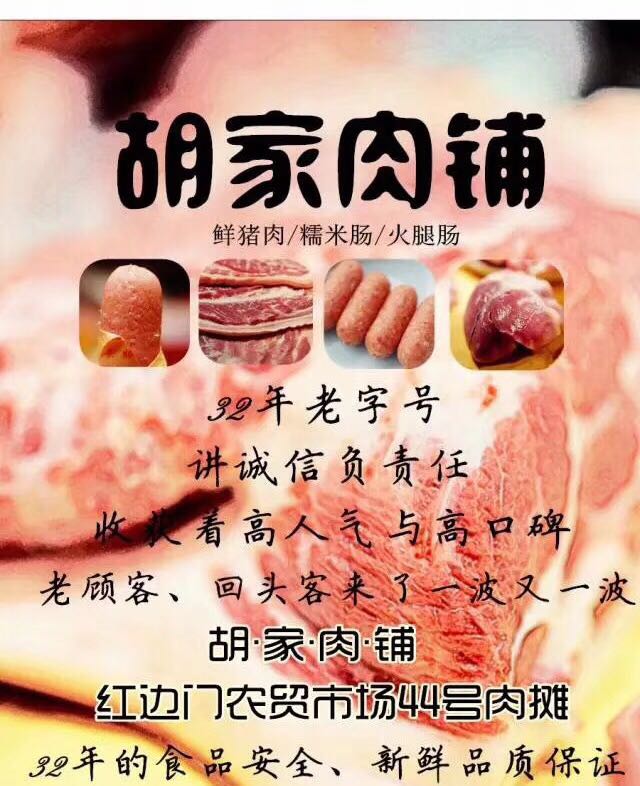 胡家肉铺
鲜猪肉/糯米肠/火腿肠
32年老字号
讲诚信负责任
收获着高人气与高口碑
老顾客、回头客来了一波又一波
胡·家·肉·铺
红边门农贸市场44号肉摊
32年的食品安全、新鲜品质保证